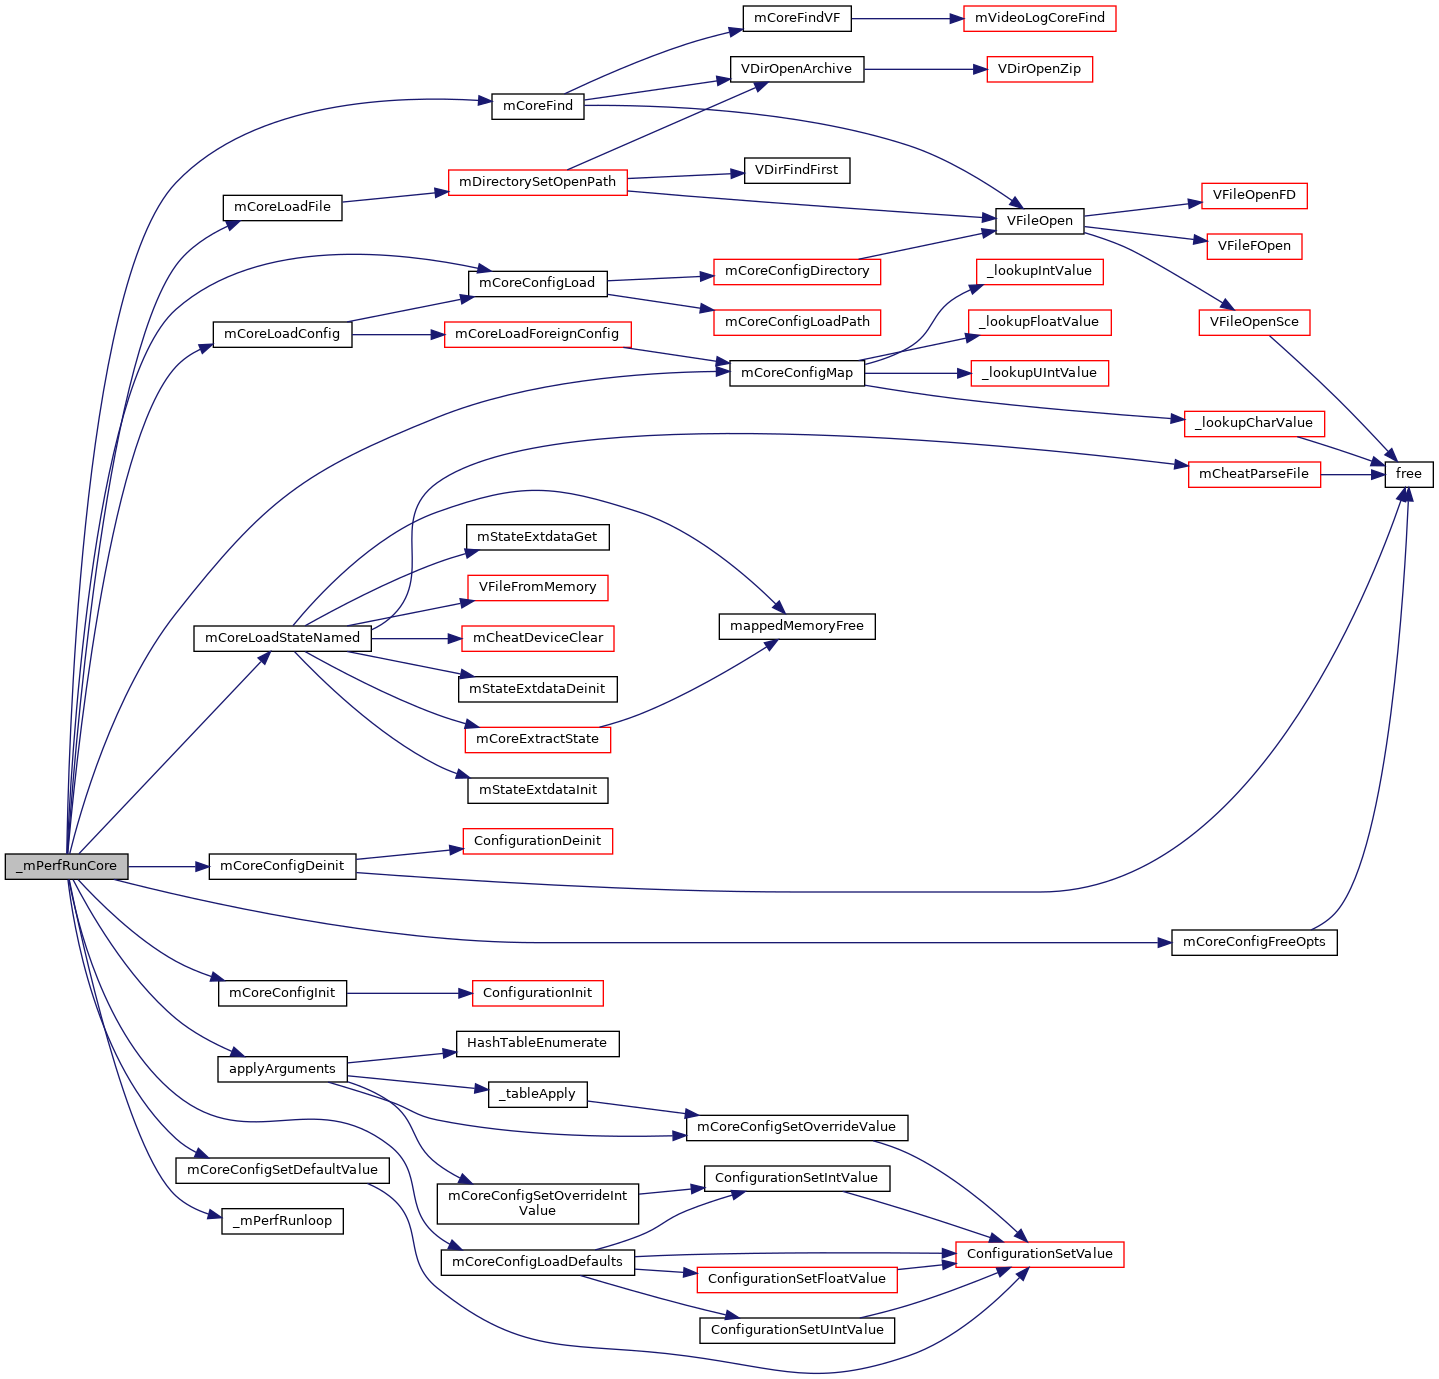 mCoreFindVF
mVideoLogCoreFind
VDirOpenArchive
VDirOpenZip
mCoreFind
VDirFindFirst
mDirectorySetOpenPath
VFileOpenFD
mCoreLoadFile
VFileOpen
VFileFOpen
mCoreConfigDirectory
_lookupIntValue
mCoreConfigLoad
mCoreConfigLoadPath
_lookupFloatValue
VFileOpenSce
mCoreLoadConfig
mCoreLoadForeignConfig
mCoreConfigMap
_lookupUIntValue
_lookupCharValue
mCheatParseFile
free
mStateExtdataGet
VFileFromMemory
mappedMemoryFree
mCoreLoadStateNamed
mCheatDeviceClear
mStateExtdataDeinit
mCoreExtractState
mStateExtdataInit
ConfigurationDeinit
_mPerfRunCore
mCoreConfigDeinit
mCoreConfigFreeOpts
mCoreConfigInit
ConfigurationInit
HashTableEnumerate
applyArguments
_tableApply
mCoreConfigSetOverrideValue
mCoreConfigSetDefaultValue
ConfigurationSetIntValue
mCoreConfigSetOverrideInt
Value
_mPerfRunloop
ConfigurationSetValue
mCoreConfigLoadDefaults
ConfigurationSetFloatValue
ConfigurationSetUIntValue